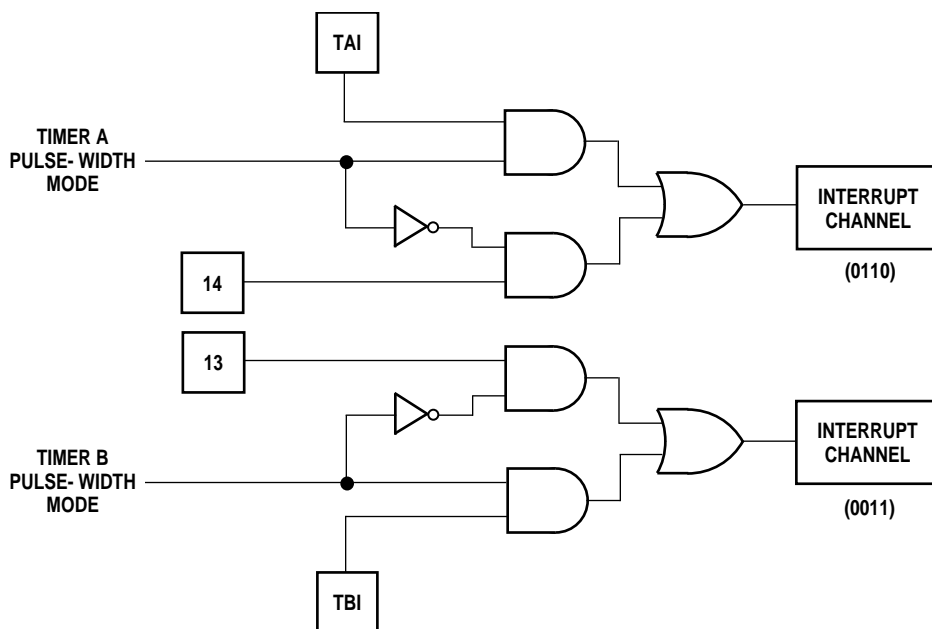 TAI
TIMER A
PULSE- WIDTH
MODE
INTERRUPT
CHANNEL
(0110)
14
13
TIMER B
PULSE- WIDTH
MODE
INTERRUPT
CHANNEL
(0011)
TBI